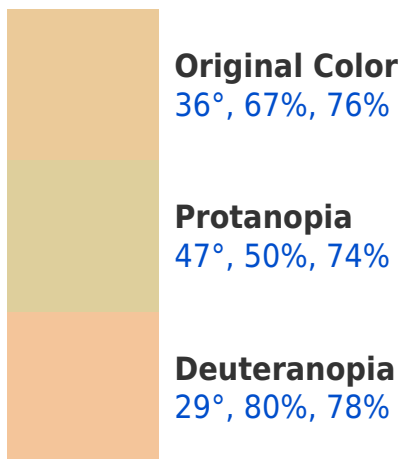 Original Color
36°, 67%, 76%
Protanopia
47°, 50%, 74%
Deuteranopia
29°, 80%, 78%